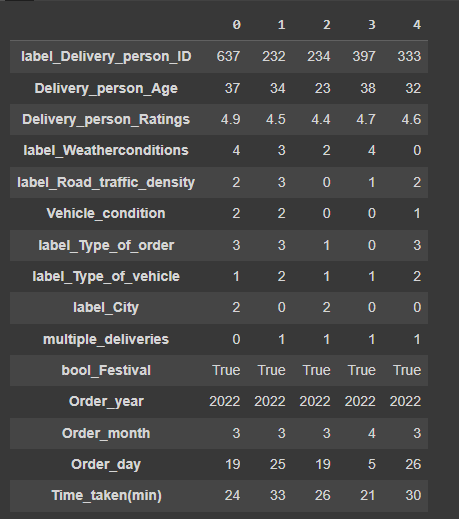 0 1 2 3 4
label_Delivery_person_ID 637 232 234 397 333
Delivery_person_Age 37 34 23 38 32
Delivery_person_Ratings 4.9 4.5 4.4 4.7 4.6
label_Weatherconditions 4 3 2 4 0
label_Road_traffic_density 2 3 0 1 2
Vehicle_condition 2 2 0 0 1
label_Type_of_order 3 3 1 0 3
label_Type_of_vehicle 1 2 1 1 2
label_City 2 0 2 0 0
multiple_deliveries 0 1 1 1 1
bool_Festival True True True True True
Order_year 2022 2022 2022 2022 2022
Order_month 3 3 3 4 3
Order_day 19 25 19 5 26
Time_taken(min) 24 33 26 21 30